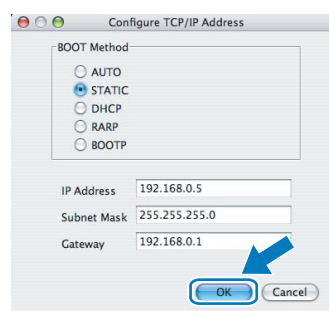 Configure TCP/IP Address
BOOT Method
AUTO
STATIC
DHCP
RARP
BOOTP
IP Address 192.168.0.5
Subnet Mask 255.255.255.0
Gateway 192.168.0.1
OK Cancel